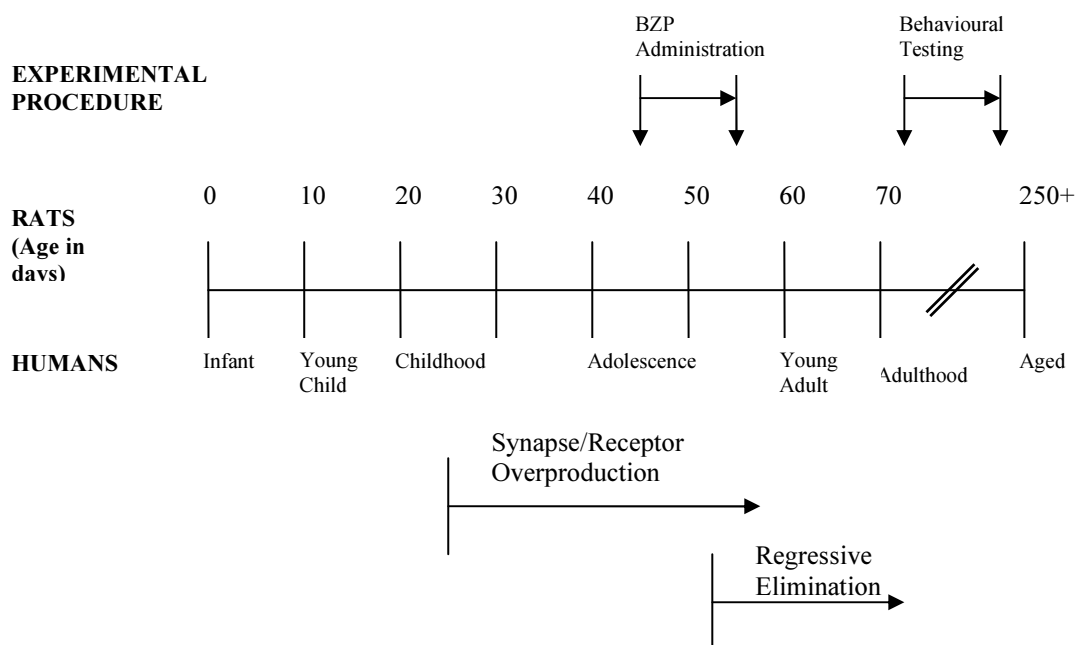 BZP
Administration
Behavioural
Testing
EXPERIMENTAL
PROCEDURE
0 10 20 30 40 50 60 70 250+
RATS
(Age in
days)
HUMANS
Infant
Young
Child
Childhood
Adolescence
Young
Adult
Adulthood
Aged
Synapse/Receptor
Overproduction
Regressive
Elimination